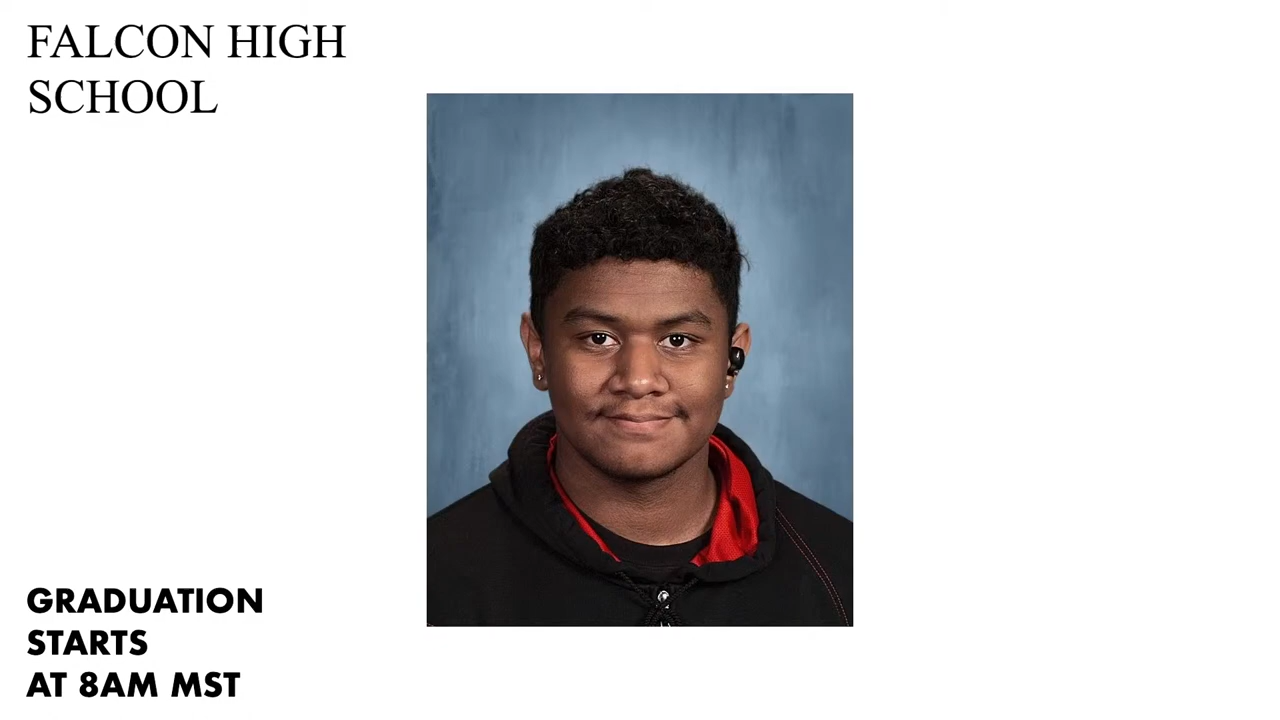 FALCON HIGH
SCHOOL
GRADUATION
STARTS
AT 8AM MST